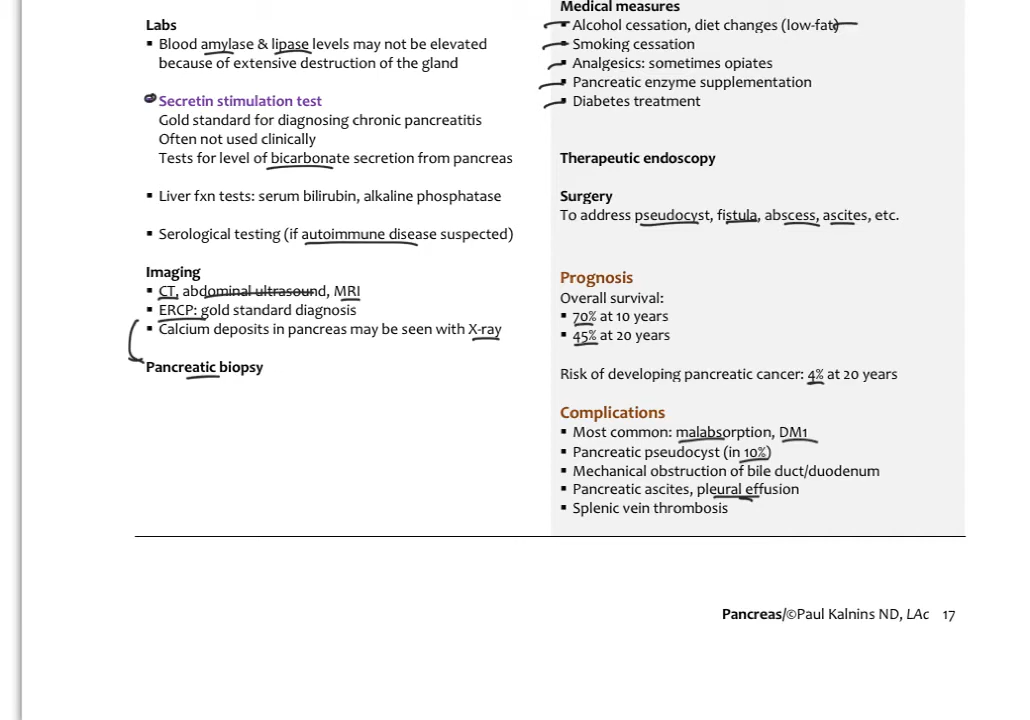 Labs
▪ Blood amylase & lipase levels may not be elevated
because of extensive destruction of the gland
Secretin stimulation test
Gold standard for diagnosing chronic pancreatitis
Often not used clinically
Tests for level of bicarbonate secretion from pancreas
▪ Liver fxn tests: serum bilirubin, alkaline phosphatase
▪ Serological testing (if autoimmune disease suspected)
Imaging
▪ CT, abdominal ultrasound, MRI
▪ ERCP: gold standard diagnosis
▪ Calcium deposits in pancreas may be seen with X-ray
Pancreatic biopsy
Medical measures
▪ Alcohol cessation, diet changes (low-fat)
▪ Smoking cessation
▪ Analgesics: sometimes opiates
▪ Pancreatic enzyme supplementation
▪ Diabetes treatment
Therapeutic endoscopy
Surgery
To address pseudocyst, fistula, abscess, ascites, etc.
Prognosis
Overall survival:
▪ 70% at 10 years
▪ 45% at 20 years
Risk of developing pancreatic cancer: 4% at 20 years
Complications
▪ Most common: malabsorption, DM1
▪ Pancreatic pseudocyst (in 10%)
▪ Mechanical obstruction of bile duct/duodenum
▪ Pancreatic ascites, pleural effusion
▪ Splenic vein thrombosis
Pancreas/©Paul Kalnins ND, LAc 17